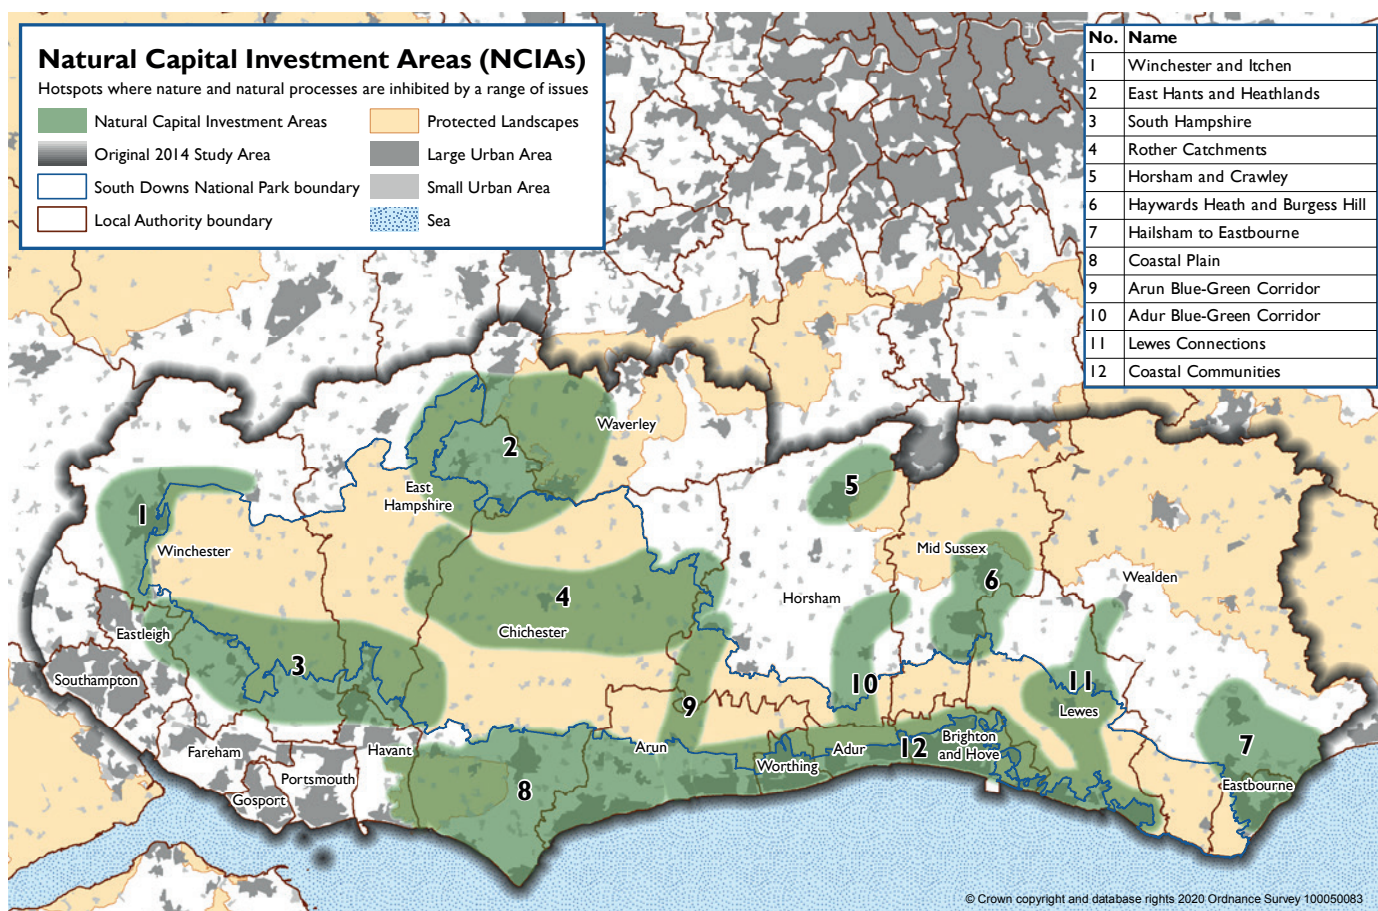 Natural Capital Investment Areas (NCIAs)
Hotspots where nature and natural processes are inhibited by a range of issues
Natural Capital Investment Areas
Protected Landscapes
Original 2014 Study Area
Large Urban Area
South Downs National Park boundary
Small Urban Area
Local Authority boundary
Sea
No. Name
1 Winchester and Itchen
2 East Hants and Heathlands
3 South Hampshire
4 Rother Catchments
5 Horsham and Crawley
6 Haywards Heath and Burgess Hill
7 Hailsham to Eastbourne
8 Coastal Plain
9 Arun Blue-Green Corridor
10 Adur Blue-Green Corridor
11 Lewes Connections
12 Coastal Communities
Waverley
2
5
East
Hampshire
1
Winchester
Mid Sussex
6
Wealden
4
Horsham
Chichester
Eastleigh
3
Southampton
10
11
Lewes
9
Fareham
Havant
Arun
Adur
12
Brighton
and Hove
7
Worthing
Portsmouth
Gosport
8
Eastbourne
© Crown copyright and database rights 2020 Ordnance Survey 100050083